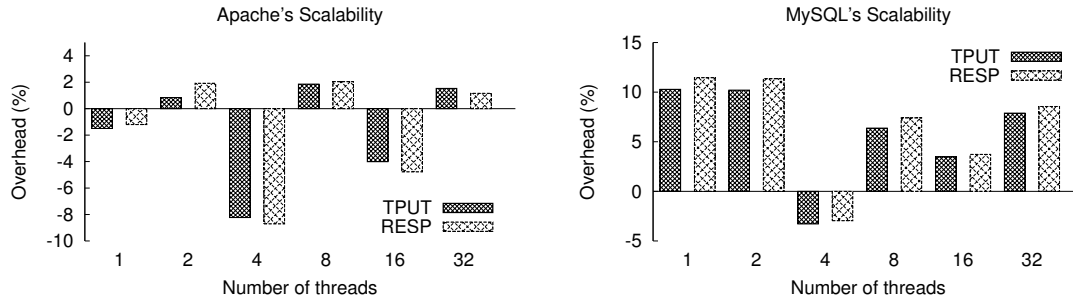 Apache's Scalability
Overhead (%)
4
2
0
-2
-4
-6
-8
-10
TPUT
RESP
1 2 4 8 16 32
Number of threads
MySQL's Scalability
Overhead (%)
15
10
5
0
-5
TPUT
RESP
1 2 4 8 16 32
Number of threads